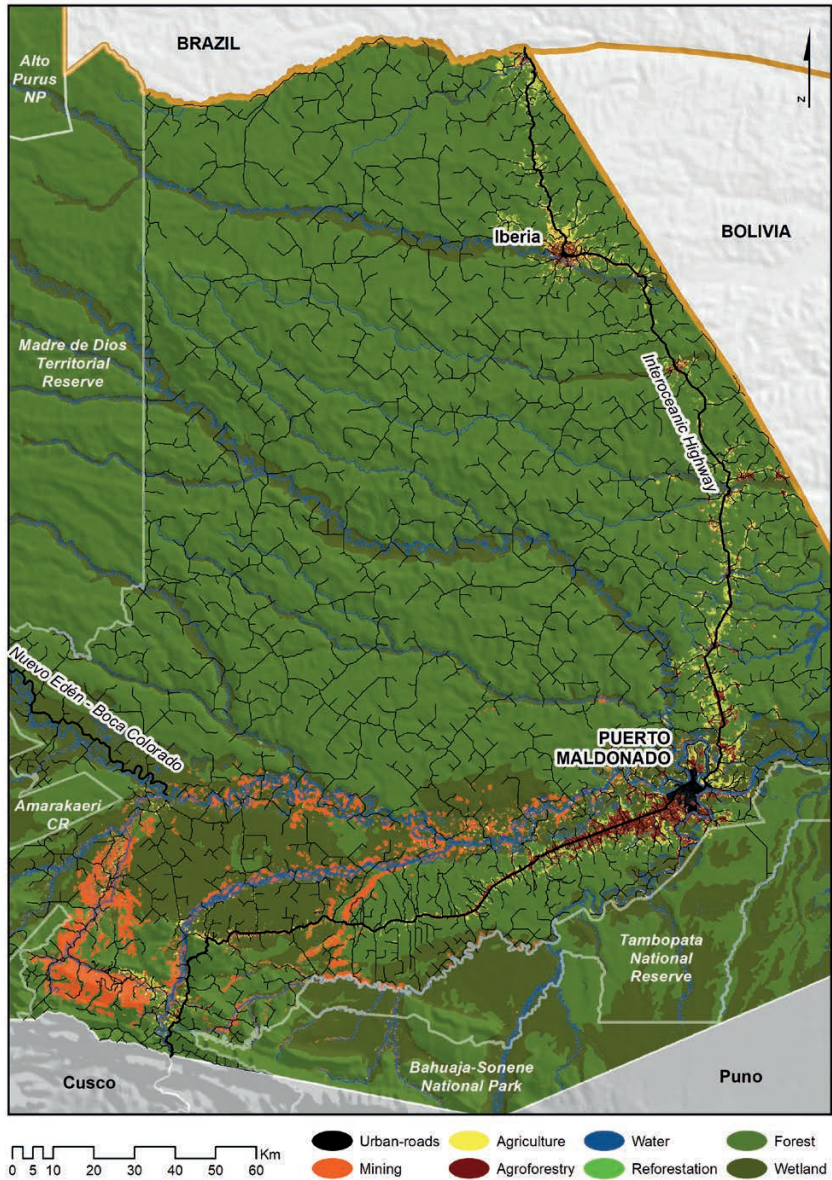 BRAZIL
Alto
Purus
NP
N
Iberia
BOLIVIA
Madre de Dios
Territorial
Reserve
Interoceanic Highway
Nuevo Edén - Boca Colorado
PUERTO
MALDONADO
Amarakaeri
CR
Tambopata
National
Reserve
Bahuaja-Sonene
National Park
Cusco
Puno
Km
0 5 10 20 30 40 50 60
Urban-roads
Agriculture
Water
Forest
Mining
Agroforestry
Reforestation
Wetland